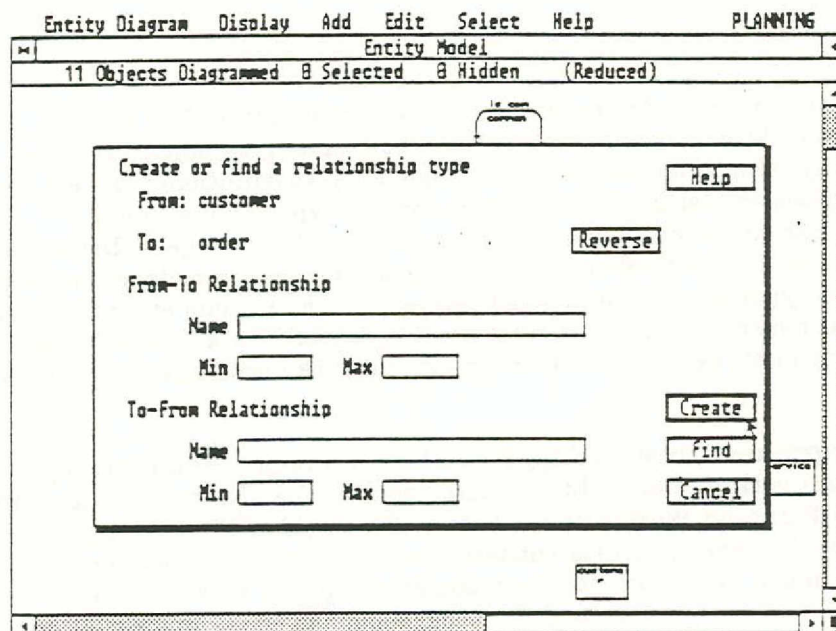 Entity Diagram Display Add Edit Select Help PLANNING
Entity Model
11 Objects Diagrammed 0 Selected 0 Hidden (Reduced)
Create or find a relationship type
Help
From: customer
To: order
Reverse
From-To Relationship
Name
Min Max
To-From Relationship
Create
Name
Find
Min Max
Cancel